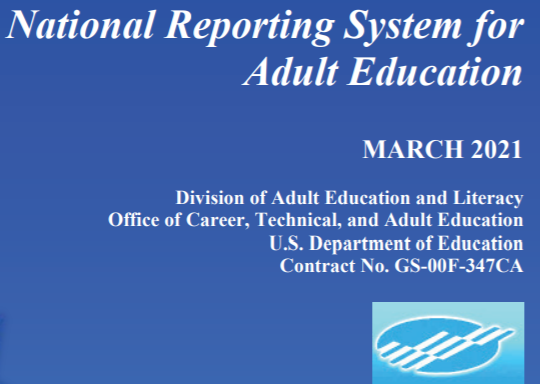 National Reporting System for
Adult Education
MARCH 2021
Division of Adult Education and Literacy
Office of Career, Technical, and Adult Education
U.S. Department of Education
Contract No. GS-00F-347CA